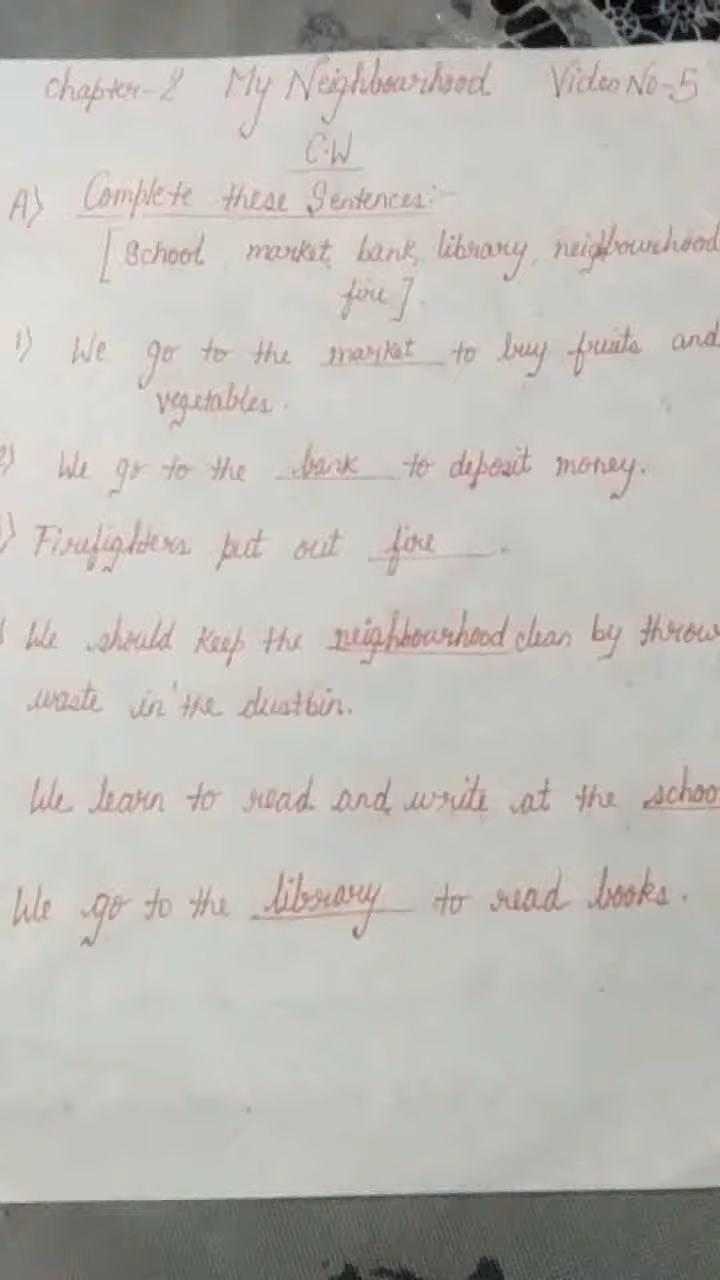 Chapter-2 My Neighbourhood Video No-5
C.W
A) Complete these Sentences:-
[School market, bank, library, neighbourhood
fire].
1) We go to the market to buy fruits and
vegetables.
2) We go to the bank to deposit money.
) Firefighters put out fire.
We should keep the neighbourhood clean by throw
waste in the dustbin.
We learn to read and write at the schoo
We go to the library to read books.